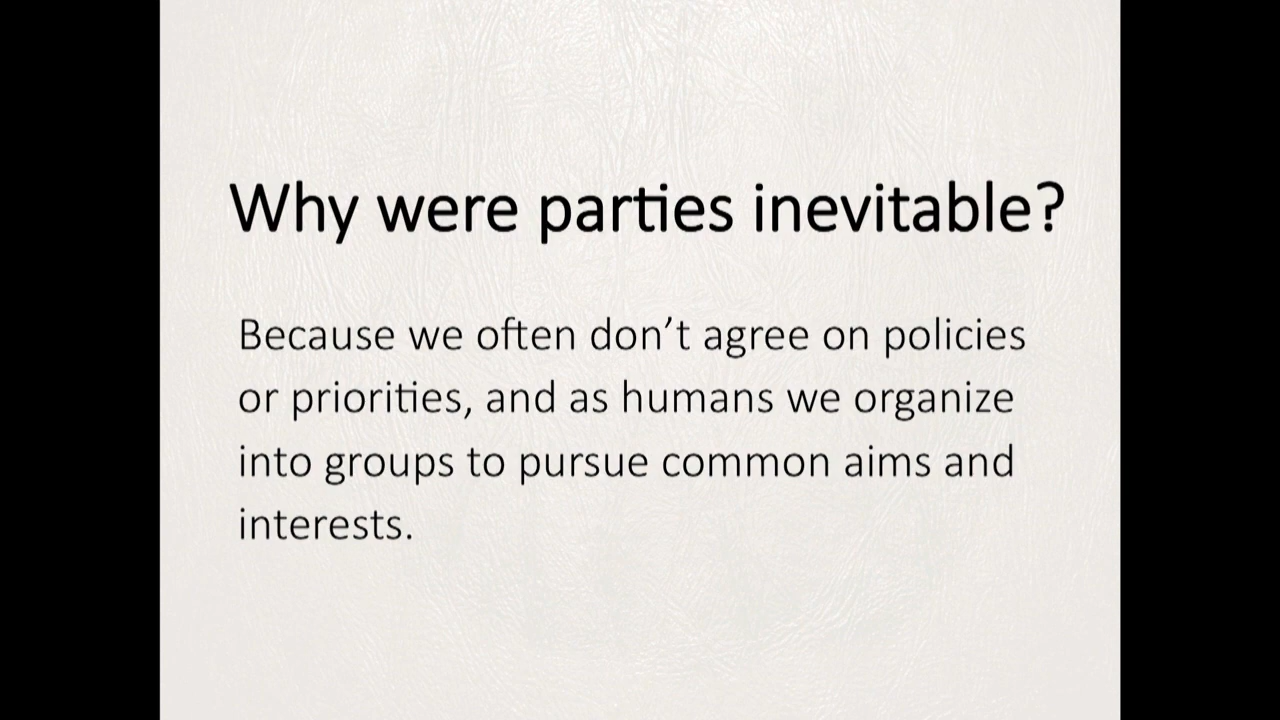 Why were parties inevitable?
Because we often don’t agree on policies
or priorities, and as humans we organize
into groups to pursue common aims and
interests.